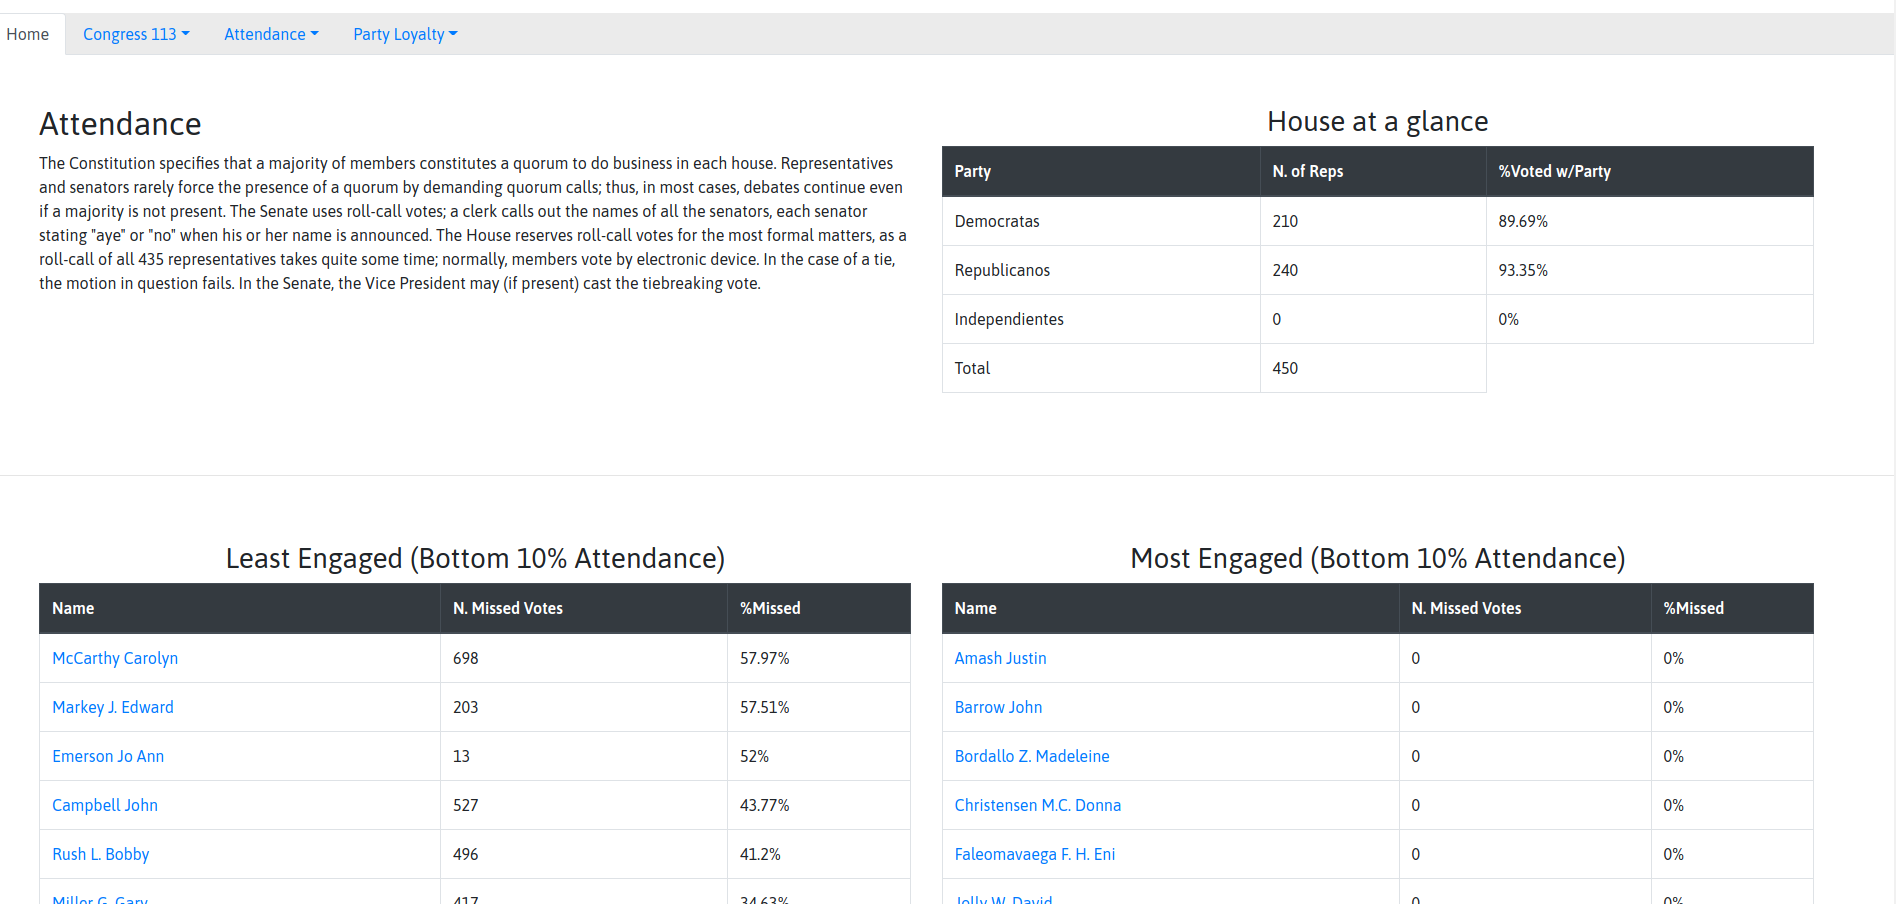 Home Congress 113 Attendance Party Loyalty
Attendance
The Constitution specifies that a majority of members constitutes a quorum to do business in each house. Representatives
and senators rarely force the presence of a quorum by demanding quorum calls; thus, in most cases, debates continue even
if a majority is not present. The Senate uses roll-call votes; a clerk calls out the names of all the senators, each senator
stating "aye" or "no" when his or her name is announced. The House reserves roll-call votes for the most formal matters, as a
roll-call of all 435 representatives takes quite some time; normally, members vote by electronic device. In the case of a tie,
the motion in question fails. In the Senate, the Vice President may (if present) cast the tiebreaking vote.
House at a glance
Party N. of Reps %Voted w/Party
Democratas 210 89.69%
Republicanos 240 93.35%
Independientes 0 0%
Total 450
Least Engaged (Bottom 10% Attendance)
Name N. Missed Votes %Missed
McCarthy Carolyn 698 57.97%
Markey J. Edward 203 57.51%
Emerson Jo Ann 13 52%
Campbell John 527 43.77%
Rush L. Bobby 496 41.2%
Miller G. Gary 417 34.63%
Most Engaged (Bottom 10% Attendance)
Name N. Missed Votes %Missed
Amash Justin 0 0%
Barrow John 0 0%
Bordallo Z. Madeleine 0 0%
Christensen M.C. Donna 0 0%
Faleomavaega F. H. Eni 0 0%
Jolly W. David 0 0%